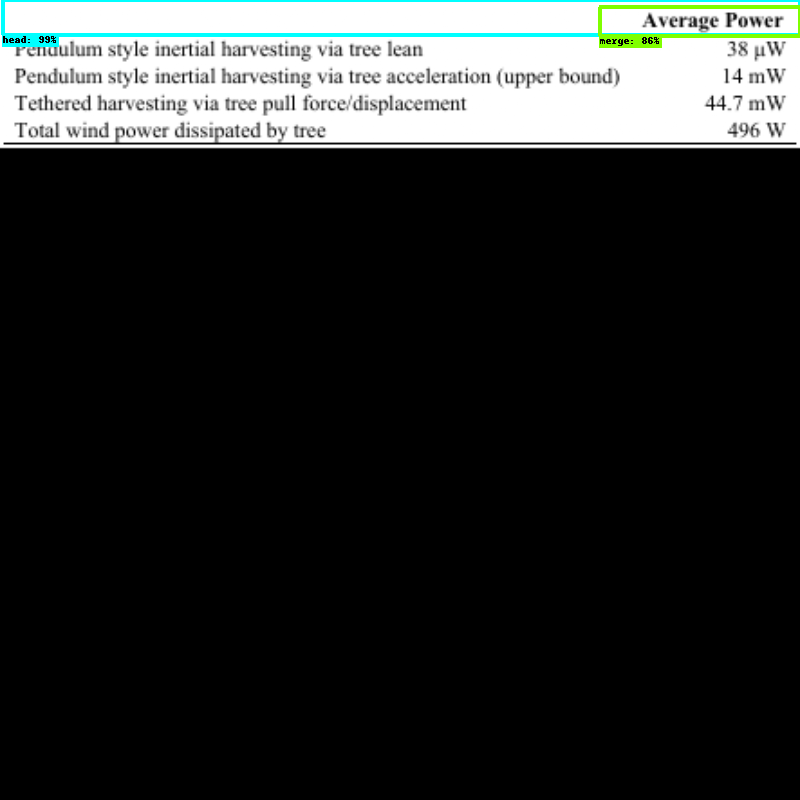 Average Power
head: 99%
merge: 86%
Pendulum style inertial harvesting via tree lean 38 µW
Pendulum style inertial harvesting via tree acceleration (upper bound) 14 mW
Tethered harvesting via tree pull force/displacement 44.7 mW
Total wind power dissipated by tree 496 W